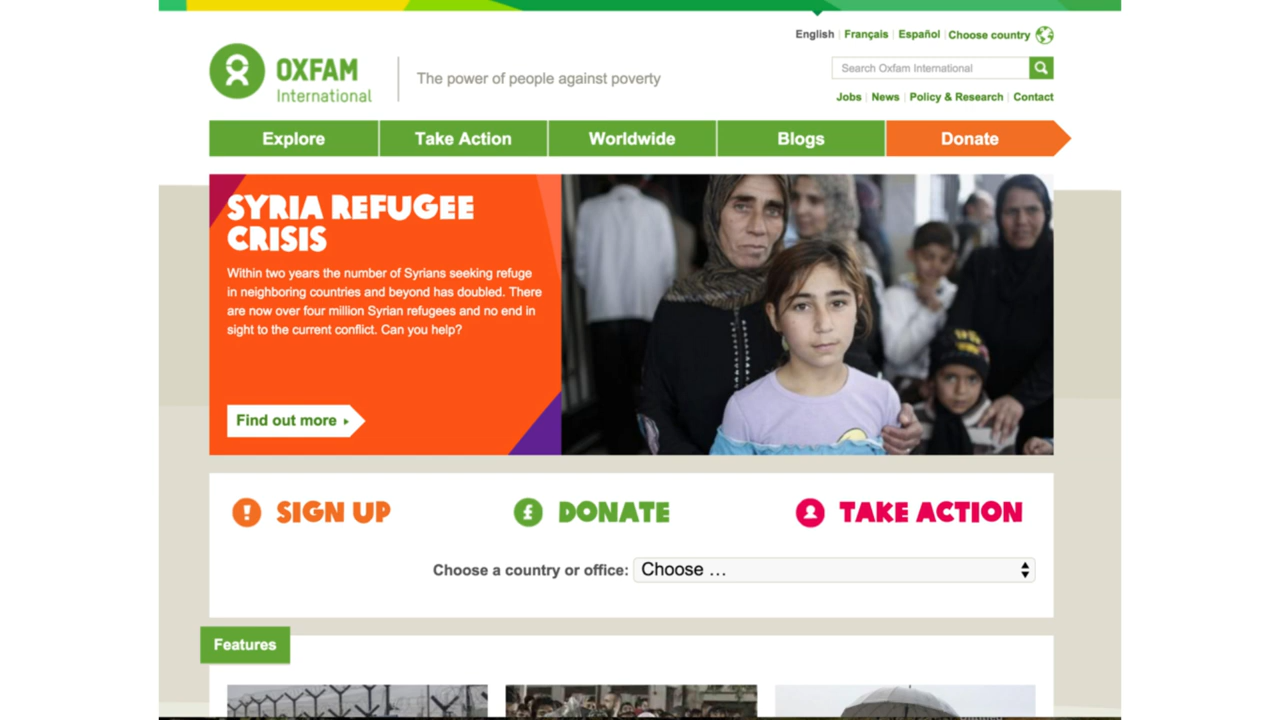 English | Français | Español | Choose country
OXFAM
International
The power of people against poverty
Search Oxfam International
Jobs | News | Policy & Research | Contact
Explore
Take Action
Worldwide
Blogs
Donate
SYRIA REFUGEE
CRISIS
Within two years the number of Syrians seeking refuge
in neighboring countries and beyond has doubled. There
are now over four million Syrian refugees and no end in
sight to the current conflict. Can you help?
Find out more
SIGN UP
DONATE
TAKE ACTION
Choose a country or office: Choose ...
Features